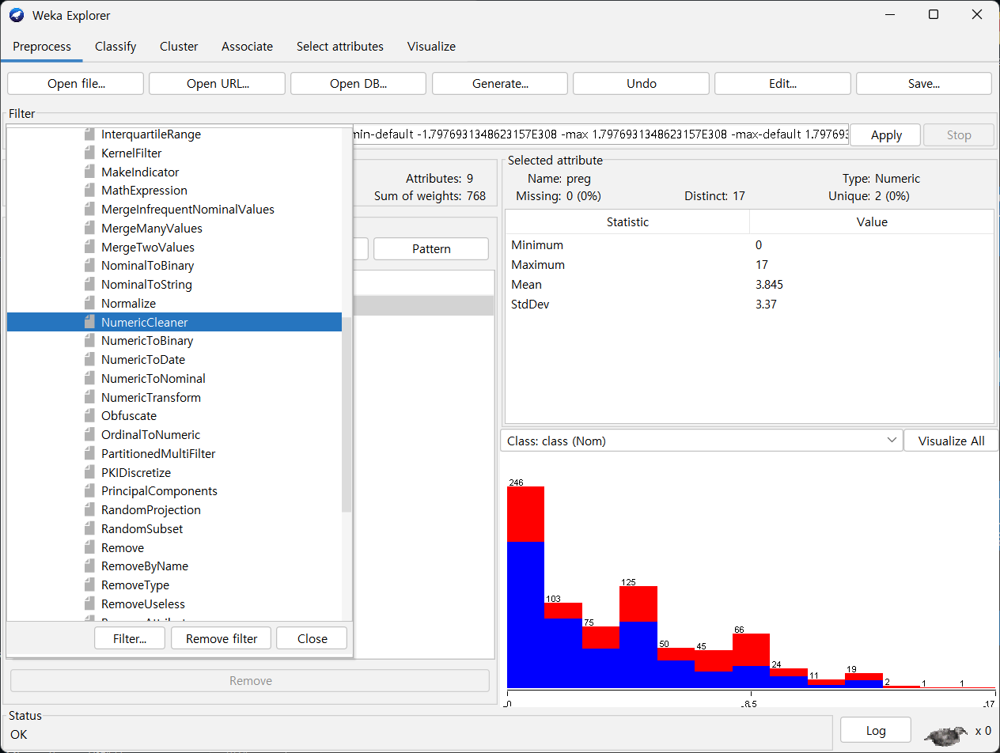 Weka Explorer
Preprocess Classify Cluster Associate Select attributes Visualize
Open file... Open URL... Open DB... Generate... Undo Edit... Save...
Filter
min-default -1.7976931348623157E308 -max 1.7976931348623157E308 -max-default 1.797693 Apply Stop
InterquartileRange
KernelFilter
MakeIndicator
MathExpression
MergeInfrequentNominalValues
MergeManyValues
MergeTwoValues
NominalToBinary
NominalToString
Normalize
NumericCleaner
NumericToBinary
NumericToDate
NumericToNominal
NumericTransform
Obfuscate
OrdinalToNumeric
PartitionedMultiFilter
PKIDiscretize
PrincipalComponents
RandomProjection
RandomSubset
Remove
RemoveByName
RemoveType
RemoveUseless
Filter... Remove filter Close
Attributes: 9
Sum of weights: 768
Pattern
Remove
Selected attribute
Name: preg Type: Numeric
Missing: 0 (0%) Distinct: 17 Unique: 2 (0%)
Statistic Value
Minimum 0
Maximum 17
Mean 3.845
StdDev 3.37
Class: class (Nom) Visualize All
246
103
75
125
50
45
66
24
11
19
2
1
1
0 8.5 17
Status
OK
Log x 0